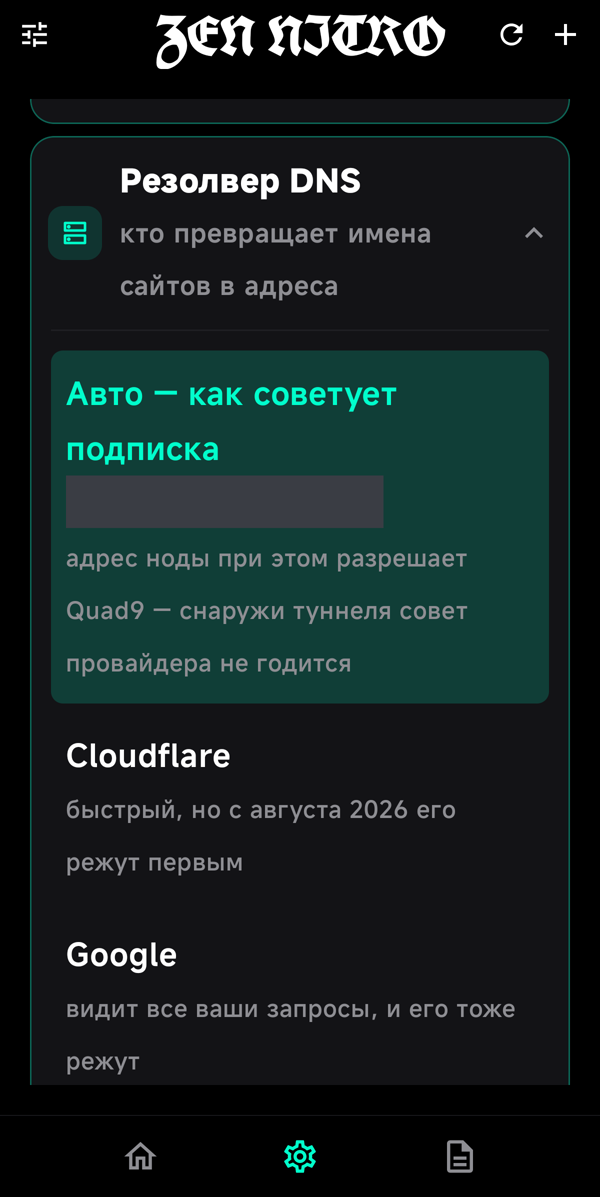 ZEN NITRO
Резолвер DNS
кто превращает имена
сайтов в адреса
Авто — как советует
подписка
адрес ноды при этом разрешает
Quad9 — снаружи туннеля совет
провайдера не годится
Cloudflare
быстрый, но с августа 2026 его
режут первым
Google
видит все ваши запросы, и его тоже
режут